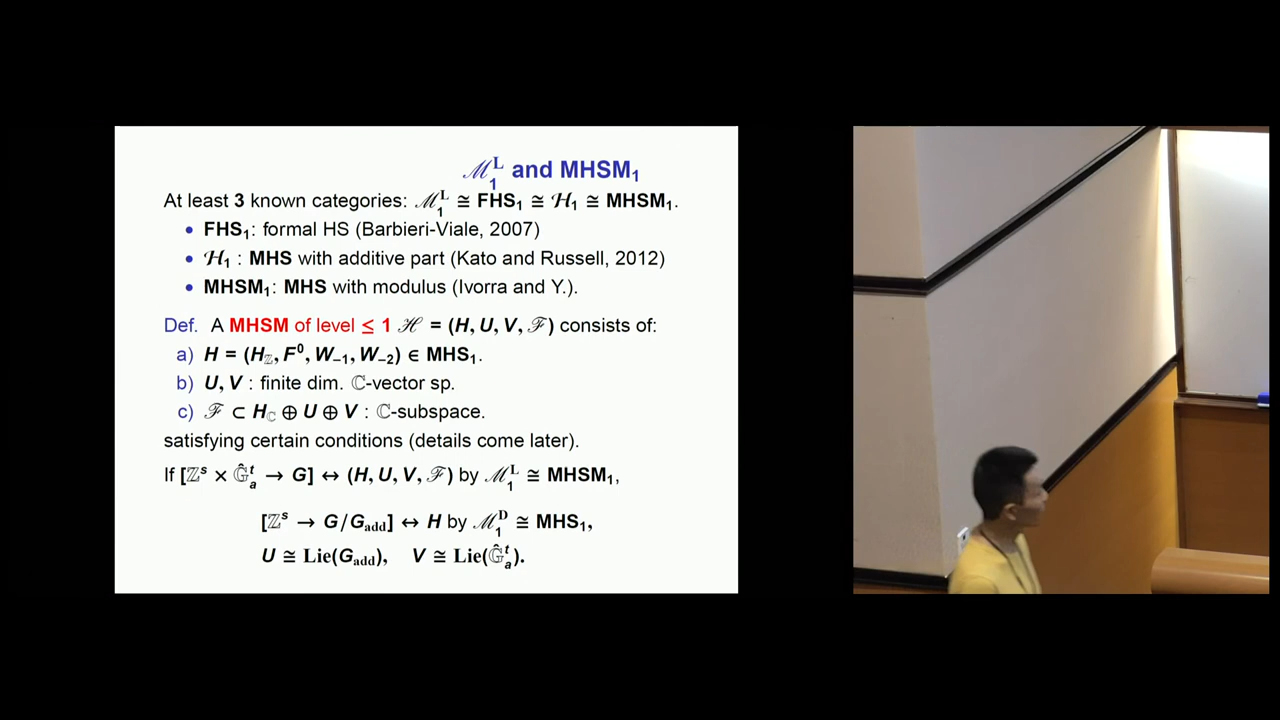 ℳ₁ᴸ and MHSM₁
At least 3 known categories: ℳ₁ᴸ ≅ FHS₁ ≅ ℋ₁ ≅ MHSM₁.
• FHS₁: formal HS (Barbieri-Viale, 2007)
• ℋ₁ : MHS with additive part (Kato and Russell, 2012)
• MHSM₁: MHS with modulus (Ivorra and Y.).
Def. A MHSM of level ≤ 1 ℋ = (H, U, V, ℱ) consists of:
a) H = (H_ℤ, F⁰, W₋₁, W₋₂) ∈ MHS₁.
b) U, V : finite dim. ℂ-vector sp.
c) ℱ ⊂ H_ℂ ⊕ U ⊕ V : ℂ-subspace.
satisfying certain conditions (details come later).
If [ℤˢ × 𝔾̂ₐᵗ → G] ↔ (H, U, V, ℱ) by ℳ₁ᴸ ≅ MHSM₁,
[ℤˢ → G/G_add] ↔ H by ℳ₁ᴰ ≅ MHS₁,
U ≅ Lie(G_add), V ≅ Lie(𝔾̂ₐᵗ).